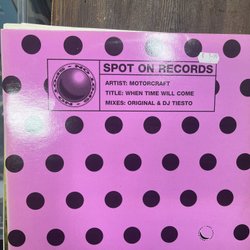 SPOT ON RECORDS
ARTIST: MOTORCRAFT
TITLE: WHEN TIME WILL COME
MIXES: ORIGINAL & DJ TIESTO